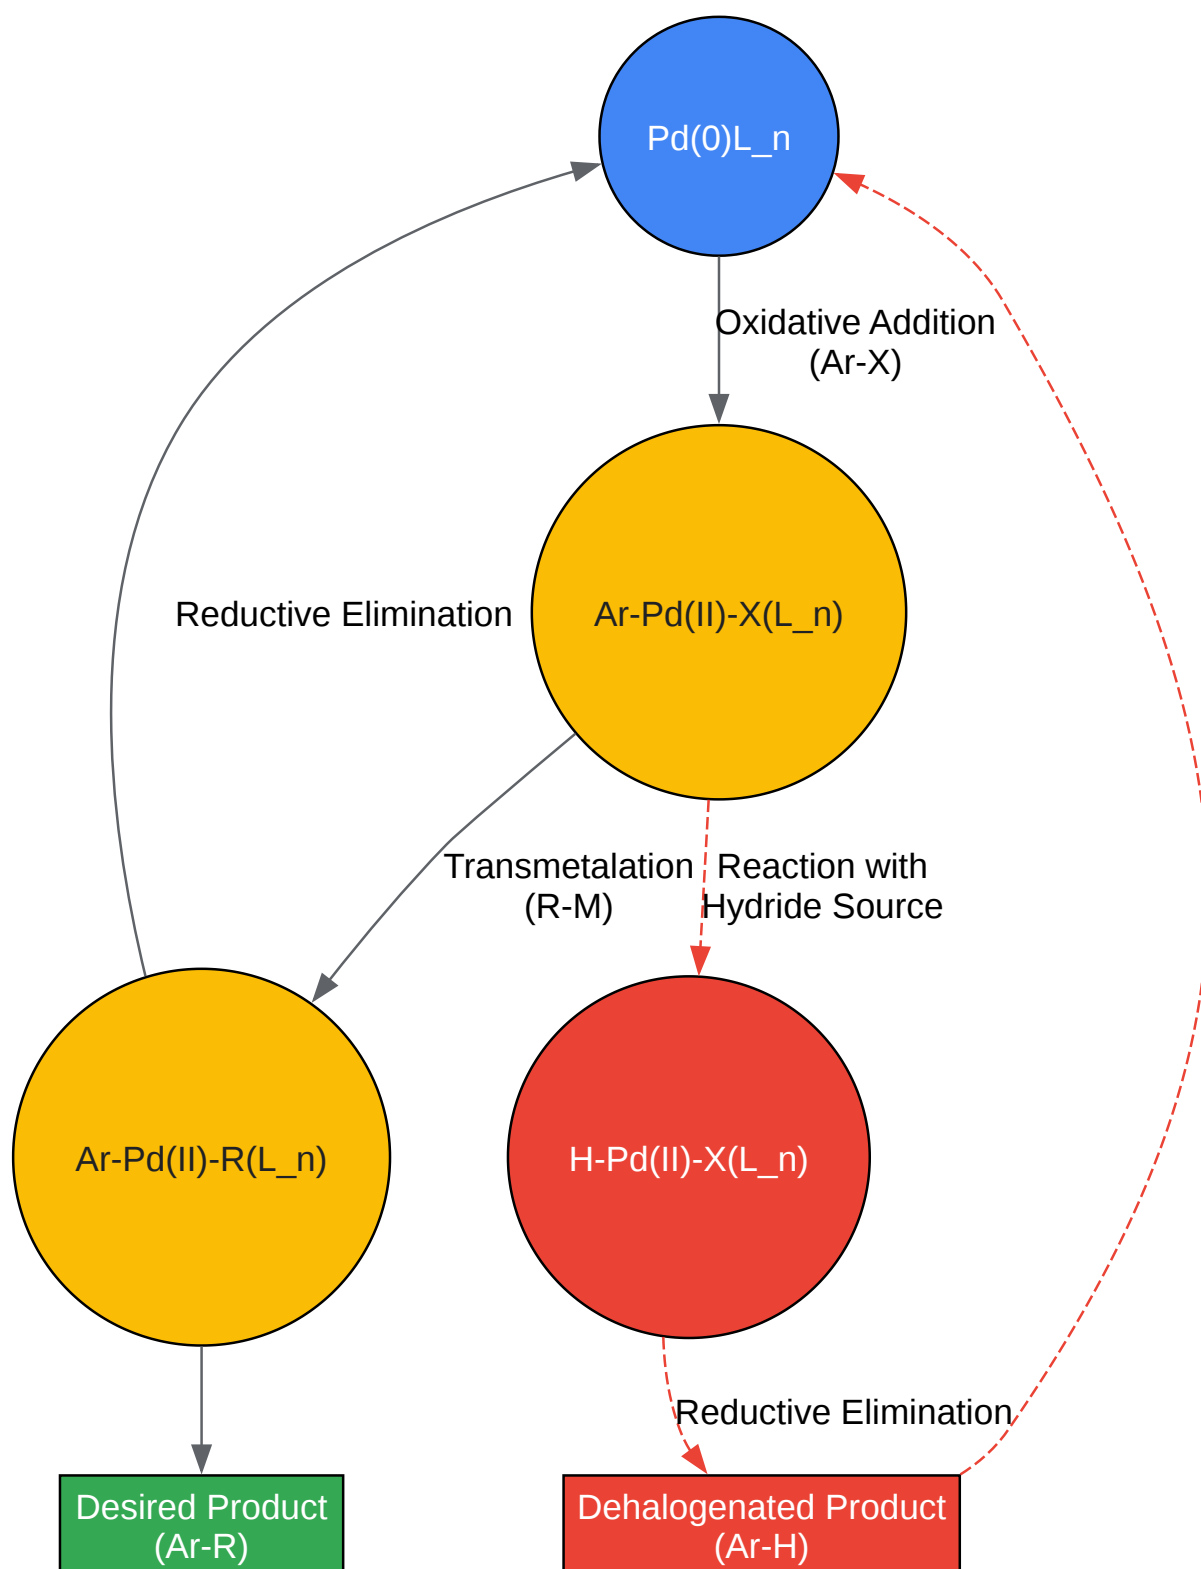 Pd(0)L_n
Oxidative Addition
(Ar-X)
Reductive Elimination
Ar-Pd(II)-X(L_n)
Transmetalation
(R-M)
Reaction with
Hydride Source
Ar-Pd(II)-R(L_n)
H-Pd(II)-X(L_n)
Reductive Elimination
Desired Product
(Ar-R)
Dehalogenated Product
(Ar-H)